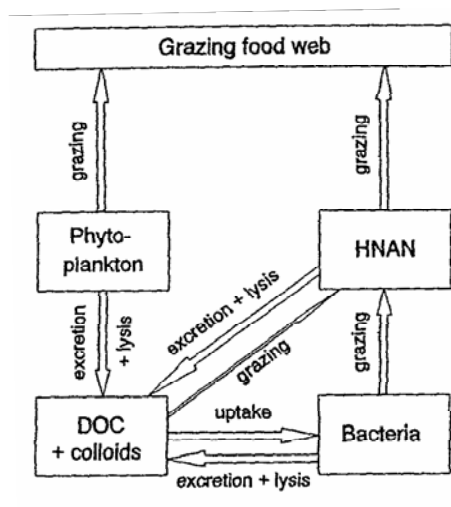 Grazing food web
grazing
grazing
Phyto-
plankton
HNAN
excretion
+ lysis
excretion + lysis
grazing
grazing
DOC
+ colloids
uptake
Bacteria
excretion + lysis